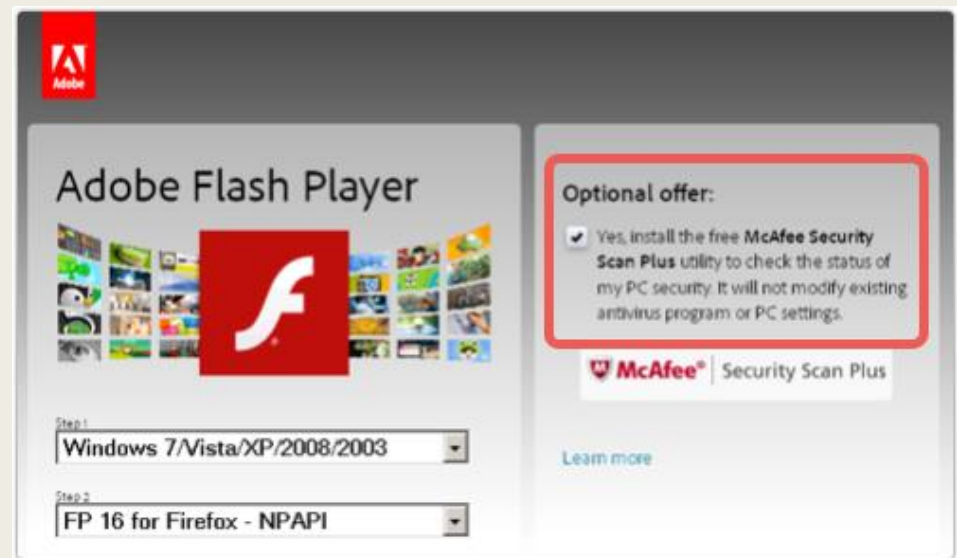 Adobe
Adobe Flash Player
Step 1
Windows 7/Vista/XP/2008/2003
Step 2
FP 16 for Firefox - NPAPI
Optional offer:
Yes, install the free McAfee Security
Scan Plus utility to check the status of
my PC security. It will not modify existing
antivirus program or PC settings.
McAfee® | Security Scan Plus
Learn more